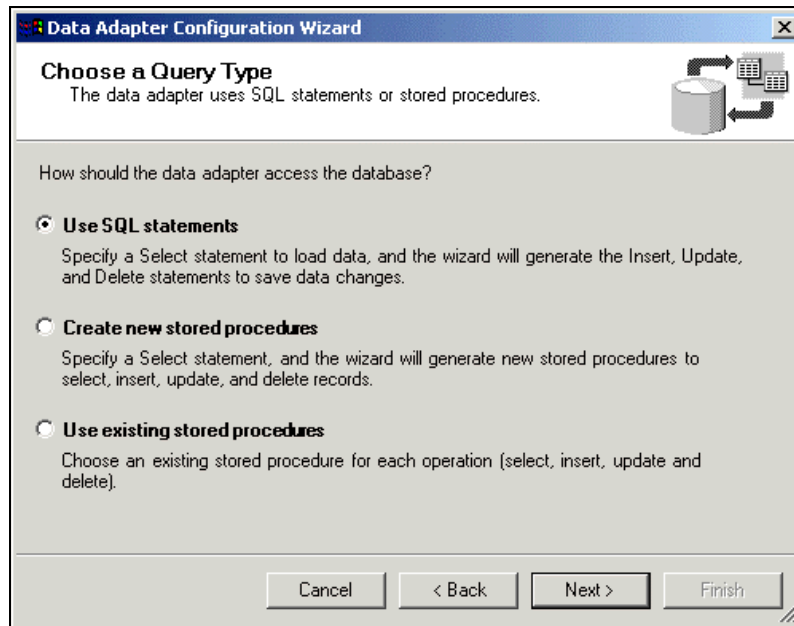 Data Adapter Configuration Wizard
Choose a Query Type
The data adapter uses SQL statements or stored procedures.
How should the data adapter access the database?
Use SQL statements
Specify a Select statement to load data, and the wizard will generate the Insert, Update,
and Delete statements to save data changes.
Create new stored procedures
Specify a Select statement, and the wizard will generate new stored procedures to
select, insert, update, and delete records.
Use existing stored procedures
Choose an existing stored procedure for each operation (select, insert, update and
delete).
Cancel
< Back
Next >
Finish